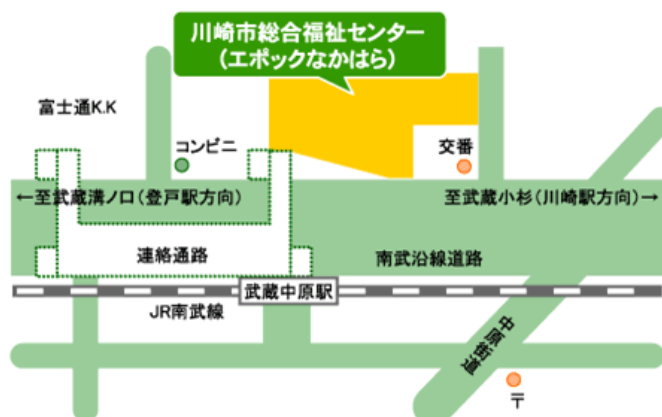 川崎市総合福祉センター
（エポックなかはら）
富士通K.K
コンビニ
交番
←至武蔵溝ノ口（登戸駅方向）
至武蔵小杉（川崎駅方向）→
連絡通路
南武沿線道路
武蔵中原駅
JR南武線
中原街道
〒